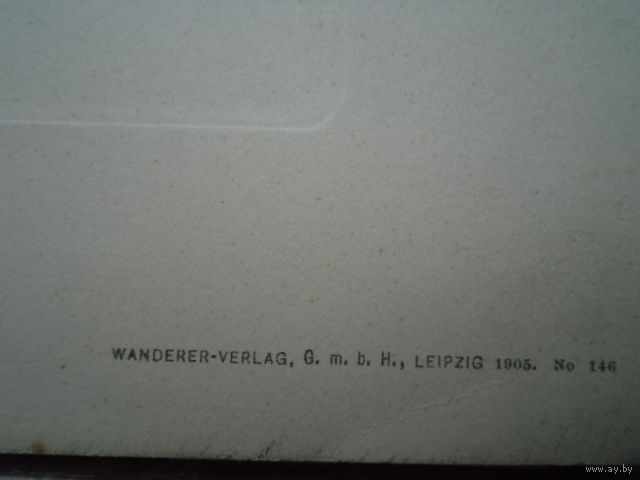 WANDERER-VERLAG, G. m. b. H., LEIPZIG 1905. No 146
www.ay.by